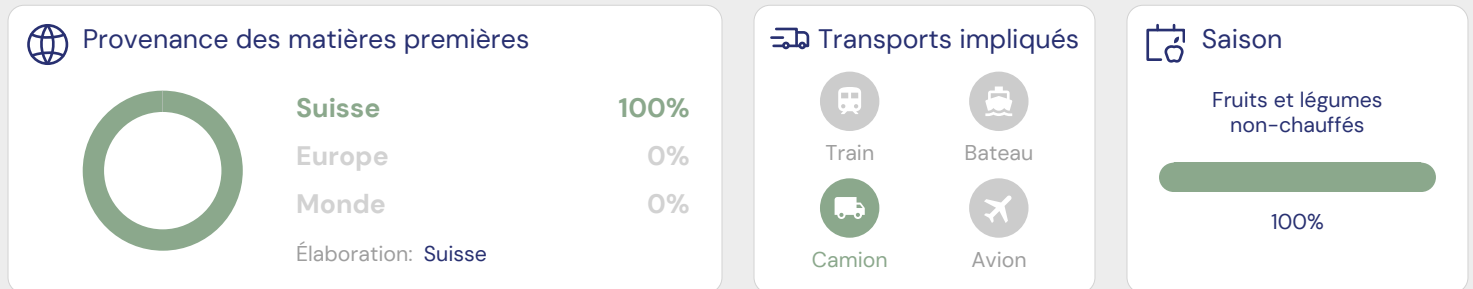 Provenance des matières premières
Suisse 100%
Europe 0%
Monde 0%
Élaboration: Suisse
Transports impliqués
Train Bateau
Camion Avion
Saison
Fruits et légumes
non-chauffés
100%